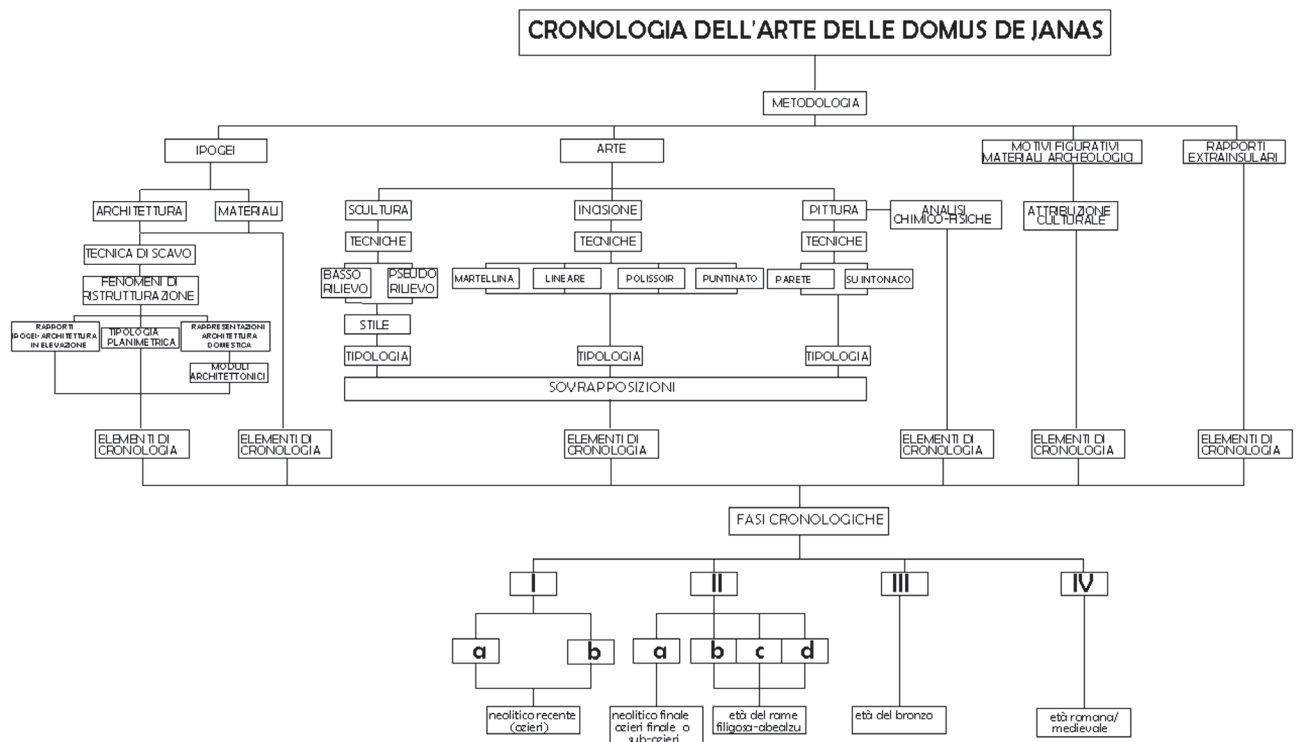 CRONOLOGIA DELL'ARTE DELLE DOMUS DE JANAS
METODOLOGIA
IPOGEI
ARTE
MOTIVI FIGURATIVI
MATERIALI ARCHEOLOGICI
RAPPORTI
EXTRAINSULARI
ARCHITETTURA
MATERIALI
SCULTURA
INCISIONE
PITTURA
ANALISI
CHIMICO-FISICHE
ATTRIBUZIONE
CULTURALE
TECNICA DI SCAVO
TECNICHE
TECNICHE
TECNICHE
FENOMENI DI
RISTRUTTURAZIONE
BASSO
RILIEVO
PSEUDO
RILIEVO
MARTELLINA
LINEARE
POLISSOIR
PUNTINATO
PARETE
SU INTONACO
RAPPORTI
IPOGEI-ARCHITETTURA
IN ELEVAZIONE
TIPOLOGIA
PLANIMETRICA
RAPPRESENTAZIONI
ARCHITETTURA
DOMESTICA
STILE
MODULI
ARCHITETTONICI
TIPOLOGIA
TIPOLOGIA
TIPOLOGIA
SOVRAPPOSIZIONI
ELEMENTI DI
CRONOLOGIA
ELEMENTI DI
CRONOLOGIA
ELEMENTI DI
CRONOLOGIA
ELEMENTI DI
CRONOLOGIA
ELEMENTI DI
CRONOLOGIA
ELEMENTI DI
CRONOLOGIA
FASI CRONOLOGICHE
I
II
III
IV
a
b
a
b
c
d
neolitico recente
(ozieri)
neolitico finale
ozieri finale o
sub-ozieri
età del rame
filigosa-abealzu
età del bronzo
età romana/
medievale